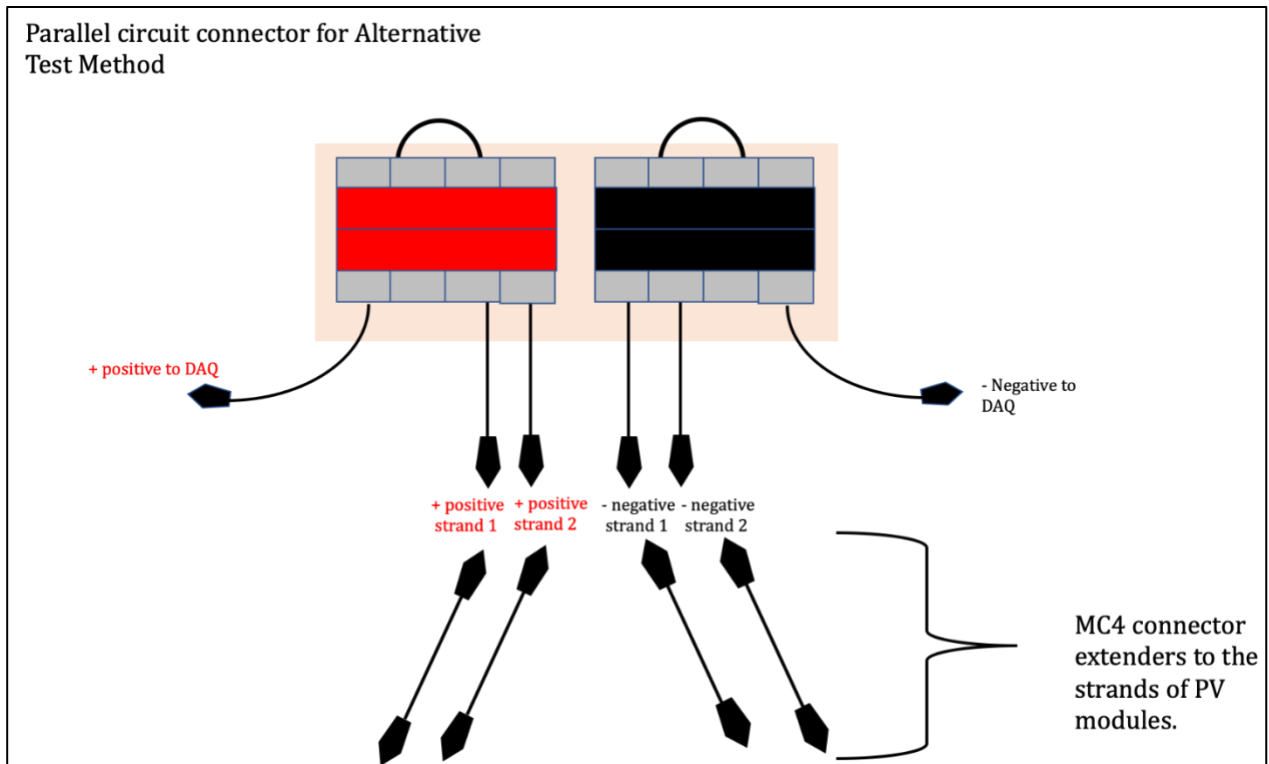 Parallel circuit connector for Alternative
Test Method
+ positive to DAQ
- Negative to
DAQ
+ positive
strand 1
+ positive
strand 2
- negative
strand 1
- negative
strand 2
MC4 connector
extenders to the
strands of PV
modules.